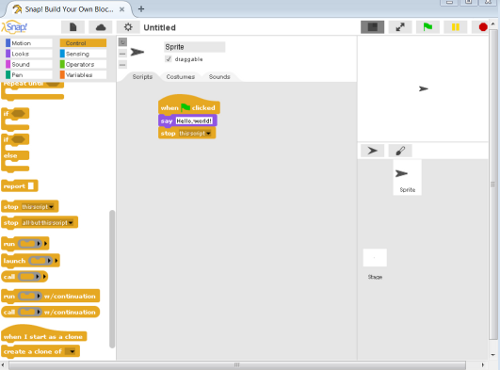 Snap! Build Your Own Bloc...
Snap!
Untitled
Motion
Control
Looks
Sensing
Sound
Operators
Pen
Variables
Sprite
draggable
Scripts
Costumes
Sounds
repeat until
if
if
else
report
stop this script
stop all but this script
run
launch
call
run w/continuation
call w/continuation
when I start as a clone
create a clone of
when clicked
say Hello, world!
stop this script
Sprite
Stage